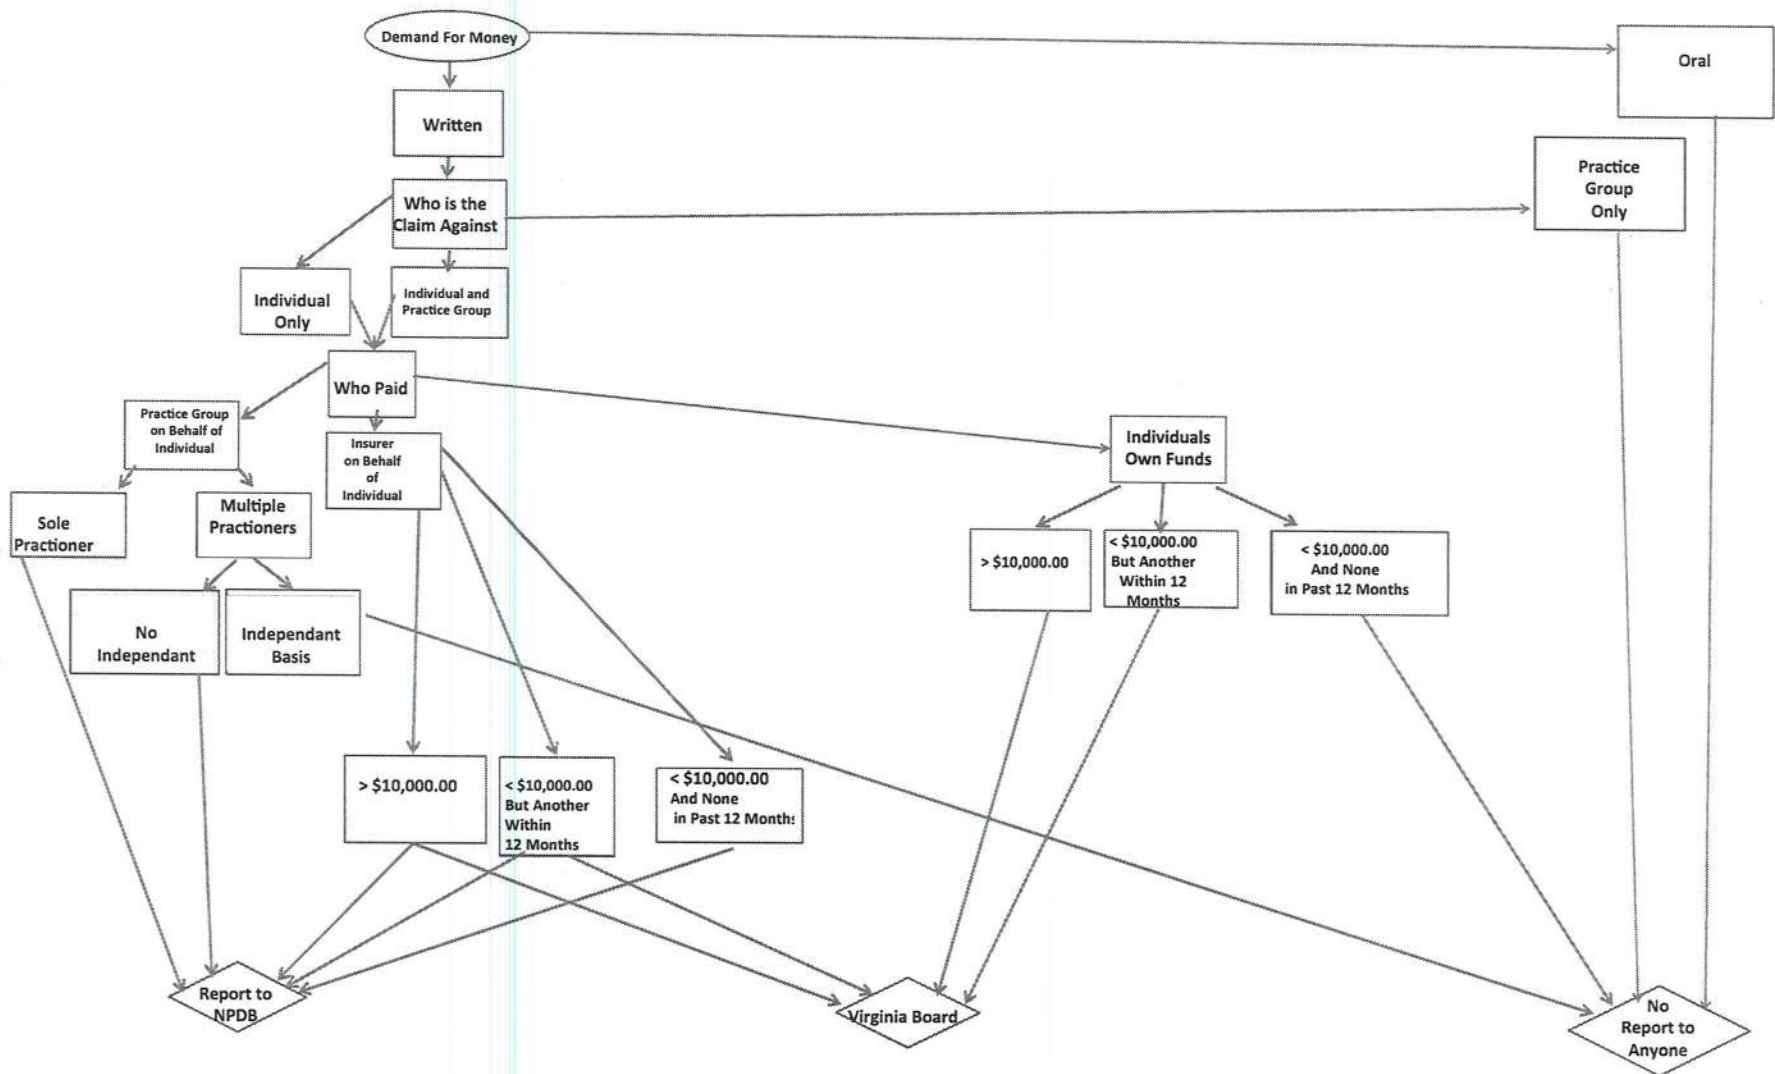 Demand For Money
Oral
Written
Practice
Group
Only
Who is the
Claim Against
Individual
Only
Individual and
Practice Group
Who Paid
Practice Group
on Behalf of
Individual
Insurer
on Behalf
of
Individual
Individuals
Own Funds
Sole
Practioner
Multiple
Practioners
> $10,000.00
< $10,000.00
But Another
Within 12
Months
< $10,000.00
And None
in Past 12 Months
No
Independant
Independant
Basis
> $10,000.00
< $10,000.00
But Another
Within
12 Months
< $10,000.00
And None
in Past 12 Months
Report to
NPDB
Virginia Board
No
Report to
Anyone